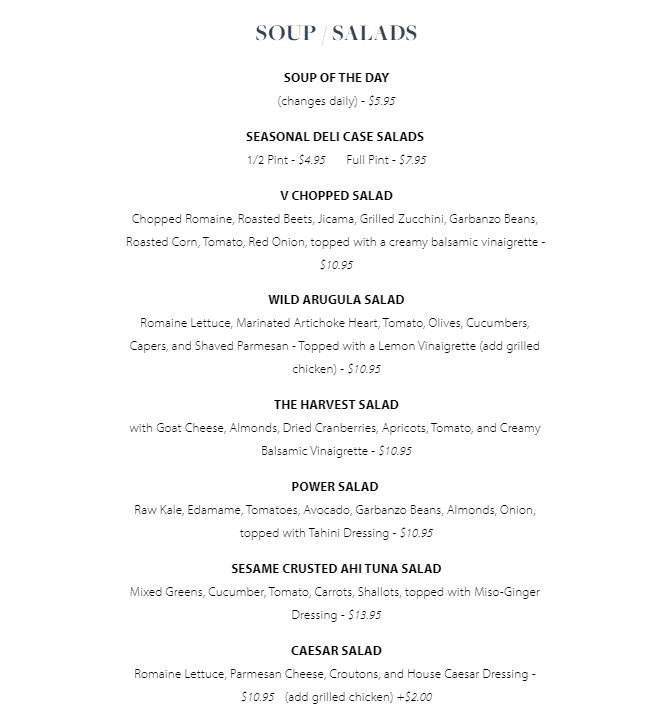 SOUP / SALADS
SOUP OF THE DAY
(changes daily) - $5.95
SEASONAL DELI CASE SALADS
1/2 Pint - $4.95 Full Pint - $7.95
V CHOPPED SALAD
Chopped Romaine, Roasted Beets, Jicama, Grilled Zucchini, Garbanzo Beans,
Roasted Corn, Tomato, Red Onion, topped with a creamy balsamic vinaigrette -
$10.95
WILD ARUGULA SALAD
Romaine Lettuce, Marinated Artichoke Heart, Tomato, Olives, Cucumbers,
Capers, and Shaved Parmesan - Topped with a Lemon Vinaigrette (add grilled
chicken) - $10.95
THE HARVEST SALAD
with Goat Cheese, Almonds, Dried Cranberries, Apricots, Tomato, and Creamy
Balsamic Vinaigrette - $10.95
POWER SALAD
Raw Kale, Edamame, Tomatoes, Avocado, Garbanzo Beans, Almonds, Onion,
topped with Tahini Dressing - $10.95
SESAME CRUSTED AHI TUNA SALAD
Mixed Greens, Cucumber, Tomato, Carrots, Shallots, topped with Miso-Ginger
Dressing - $13.95
CAESAR SALAD
Romaine Lettuce, Parmesan Cheese, Croutons, and House Caesar Dressing -
$10.95 (add grilled chicken) +$2.00